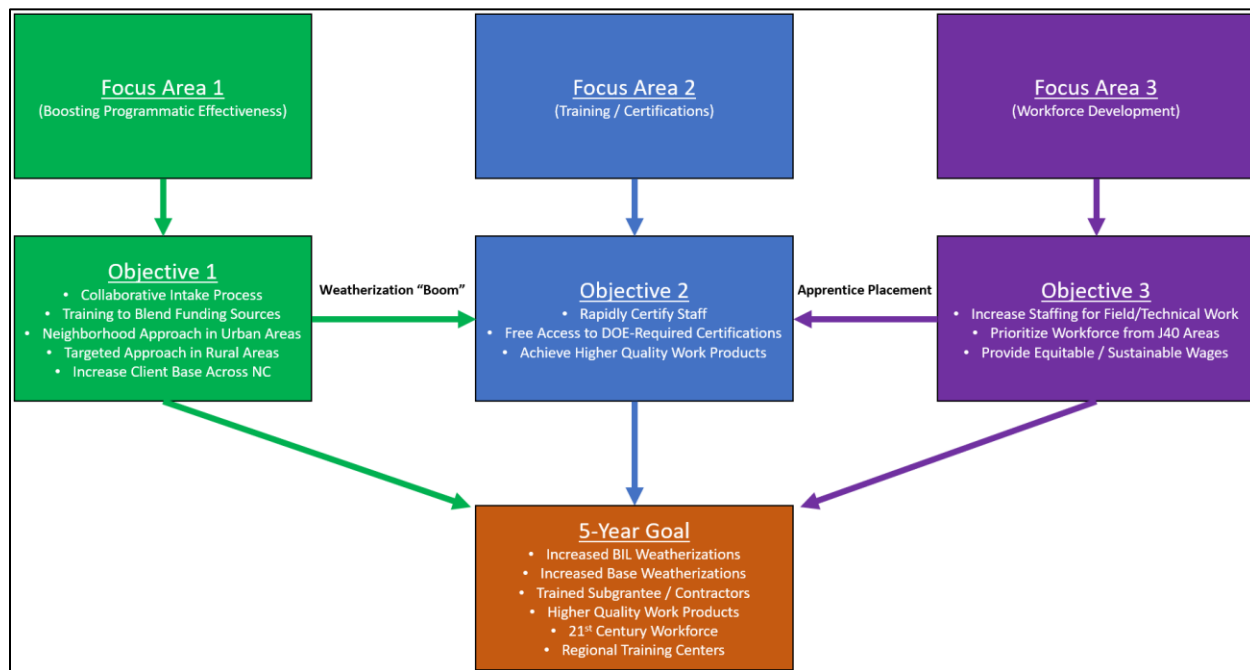 Focus Area 1
(Boosting Programmatic Effectiveness)
Focus Area 2
(Training / Certifications)
Focus Area 3
(Workforce Development)
Objective 1
• Collaborative Intake Process
• Training to Blend Funding Sources
• Neighborhood Approach in Urban Areas
• Targeted Approach in Rural Areas
• Increase Client Base Across NC
Weatherization “Boom”
Objective 2
• Rapidly Certify Staff
• Free Access to DOE-Required Certifications
• Achieve Higher Quality Work Products
Apprentice Placement
Objective 3
• Increase Staffing for Field/Technical Work
• Prioritize Workforce from J40 Areas
• Provide Equitable / Sustainable Wages
5-Year Goal
• Increased BIL Weatherizations
• Increased Base Weatherizations
• Trained Subgrantee / Contractors
• Higher Quality Work Products
• 21st Century Workforce
• Regional Training Centers